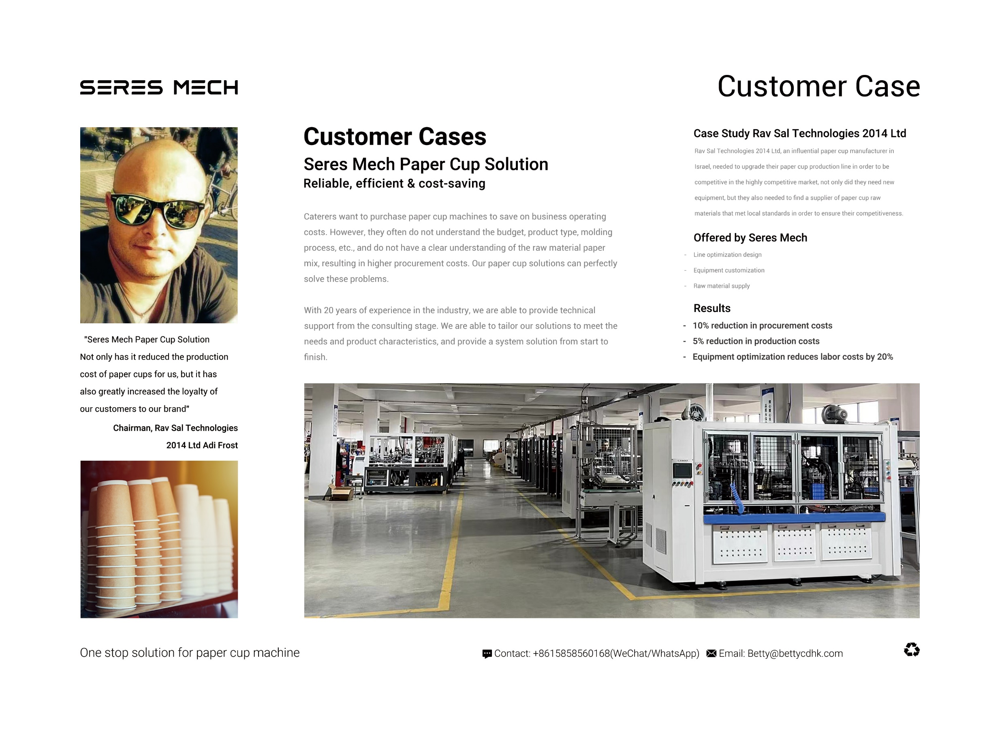 SERES MECH
Customer Case
"Seres Mech Paper Cup Solution
Not only has it reduced the production
cost of paper cups for us, but it has
also greatly increased the loyalty of
our customers to our brand"
Chairman, Rav Sal Technologies
2014 Ltd Adi Frost
Customer Cases
Seres Mech Paper Cup Solution
Reliable, efficient & cost-saving
Caterers want to purchase paper cup machines to save on business operating
costs. However, they often do not understand the budget, product type, molding
process, etc., and do not have a clear understanding of the raw material paper
mix, resulting in higher procurement costs. Our paper cup solutions can perfectly
solve these problems.
With 20 years of experience in the industry, we are able to provide technical
support from the consulting stage. We are able to tailor our solutions to meet the
needs and product characteristics, and provide a system solution from start to
finish.
Case Study Rav Sal Technologies 2014 Ltd
Rav Sal Technologies 2014 Ltd, an influential paper cup manufacturer in
Israel, needed to upgrade their paper cup production line in order to be
competitive in the highly competitive market, not only did they need new
equipment, but they also needed to find a supplier of paper cup raw
materials that met local standards in order to ensure their competitiveness.
Offered by Seres Mech
- Line optimization design
- Equipment customization
- Raw material supply
Results
- 10% reduction in procurement costs
- 5% reduction in production costs
- Equipment optimization reduces labor costs by 20%
One stop solution for paper cup machine
Contact: +8615858560168(WeChat/WhatsApp) Email: Betty@bettycdhk.com